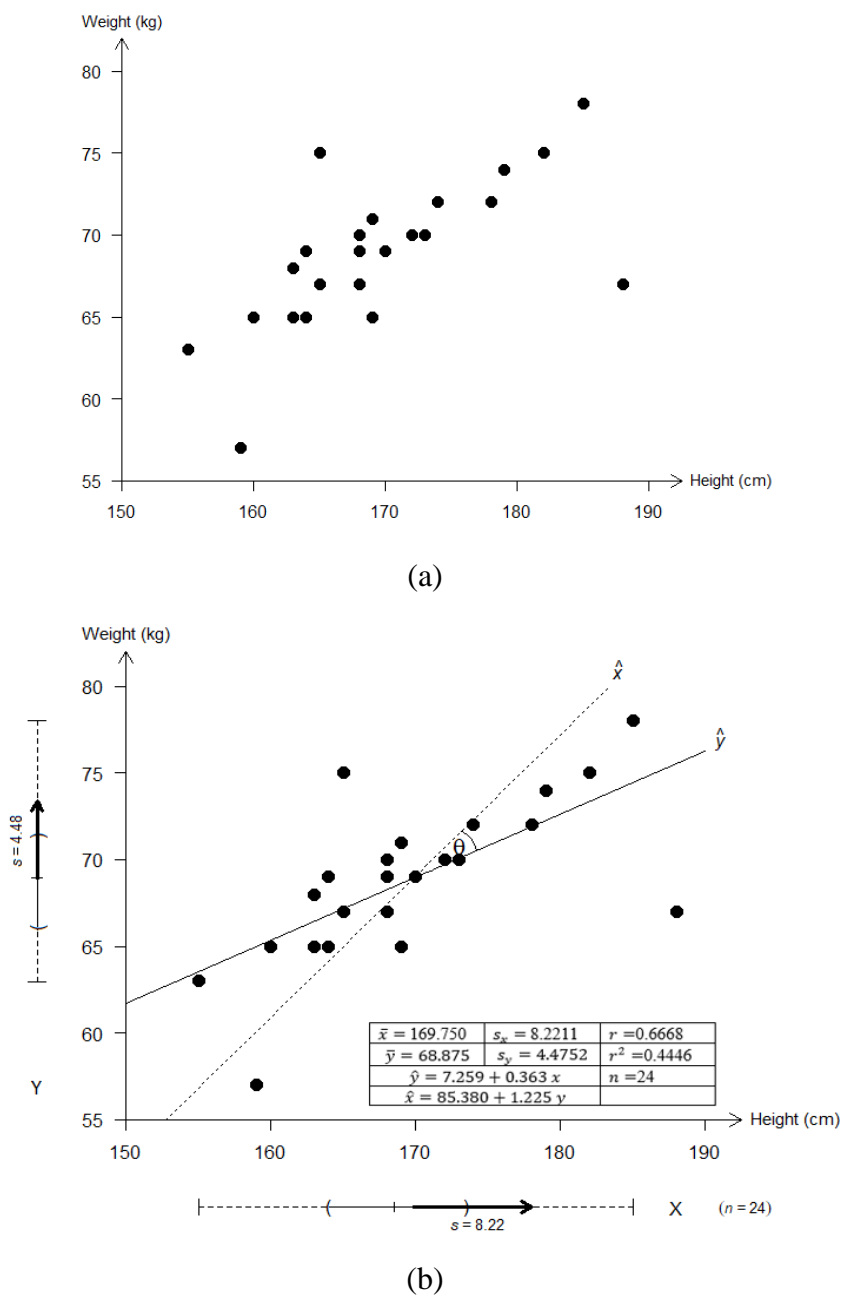 Weight (kg)
80
75
70
65
60
55
150 160 170 180 190
Height (cm)
(a)
Weight (kg)
x̂
80
ŷ
75
s = 4.48
θ
70
65
x̄ = 169.750 s_x = 8.2211 r =0.6668
ȳ = 68.875 s_y = 4.4752 r² =0.4446
ŷ = 7.259 + 0.363 x n =24
x̂ = 85.380 + 1.225 y
60
Y
55
Height (cm)
150 160 170 180 190
X (n = 24)
s = 8.22
(b)